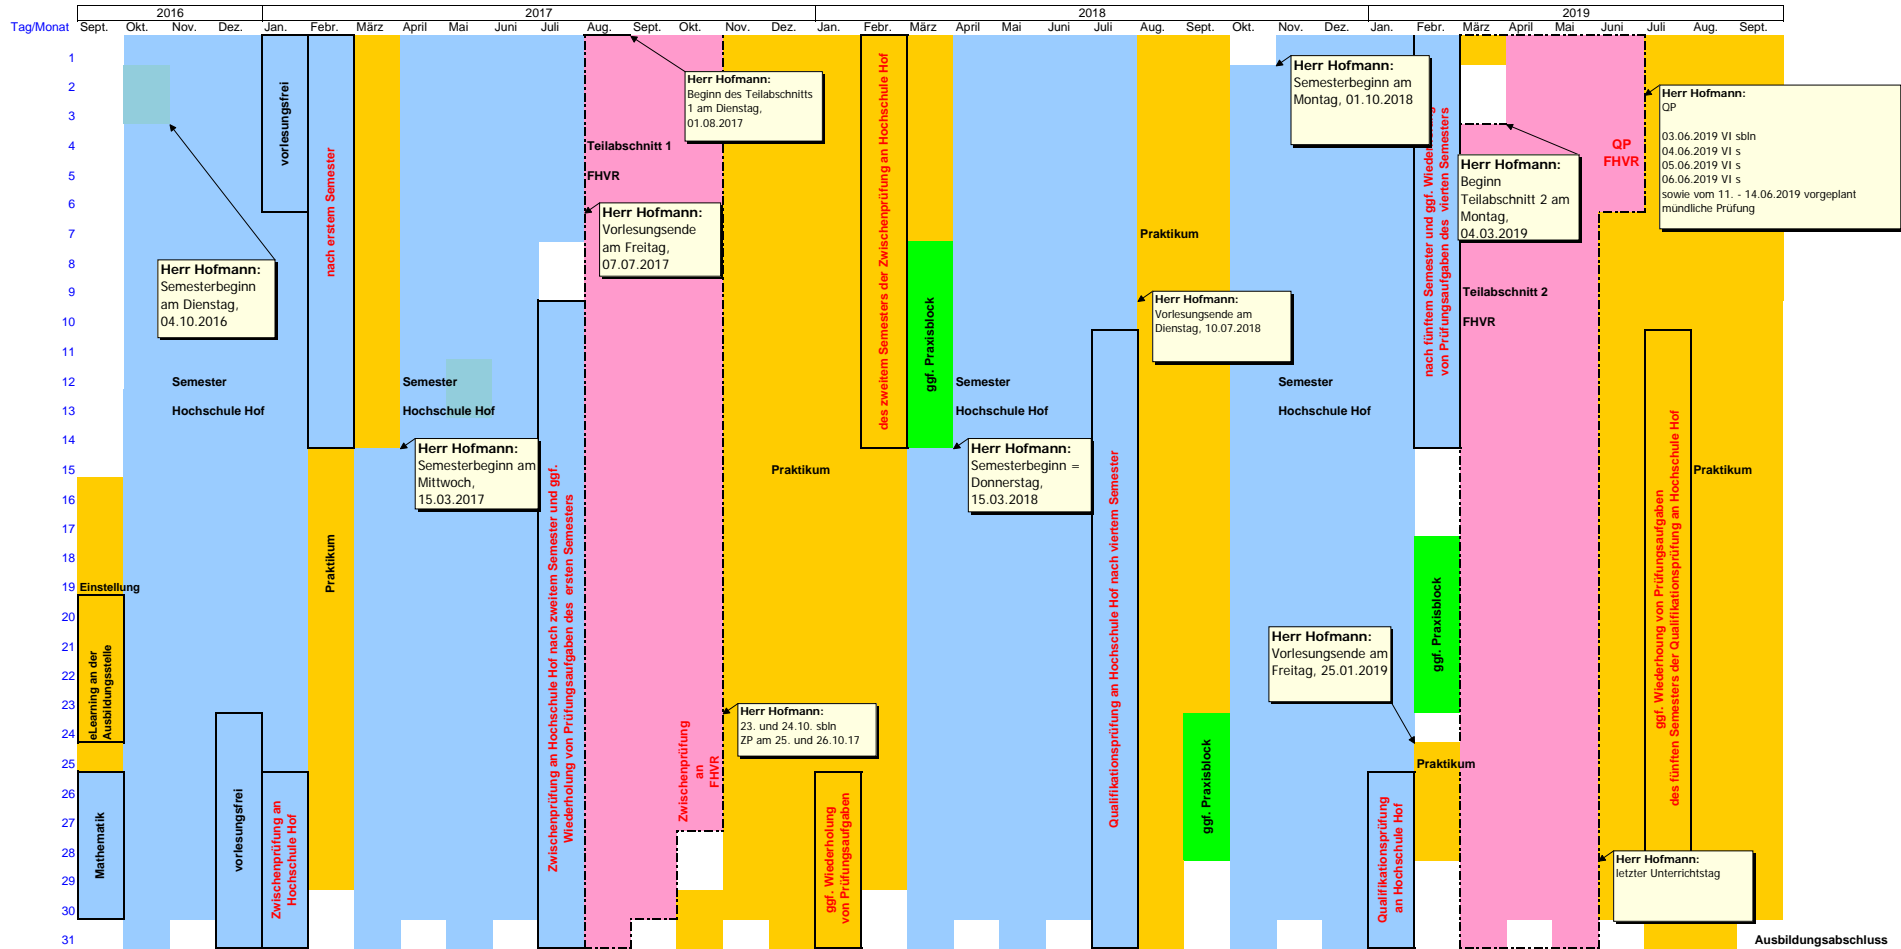 2016 2017 2018 2019
Tag/Monat Sept. Okt. Nov. Dez. Jan. Febr. März April Mai Juni Juli Aug. Sept. Okt. Nov. Dez. Jan. Febr. März April Mai Juni Juli Aug. Sept. Okt. Nov. Dez. Jan. Febr. März April Mai Juni Juli Aug. Sept.
1
2
3
4
5
6
7
8
9
10
11
12
13
14
15
16
17
18
19
20
21
22
23
24
25
26
27
28
29
30
31
Einstellung
eLearning an der
Ausbildungsstelle
Mathematik
Herr Hofmann:
Semesterbeginn
am Dienstag,
04.10.2016
Semester
Hochschule Hof
vorlesungsfrei
vorlesungsfrei
Zwischenprüfung an
Hochschule Hof
nach erstem Semester
Praktikum
Semester
Hochschule Hof
Herr Hofmann:
Semesterbeginn am
Mittwoch,
15.03.2017
Zwischenprüfung an Hochschule Hof nach zweitem Semester und ggf.
Wiederholung von Prüfungsaufgaben des ersten Semesters
Herr Hofmann:
Beginn des Teilabschnitts
1 am Dienstag,
01.08.2017
Teilabschnitt 1
FHVR
Herr Hofmann:
Vorlesungsende
am Freitag,
07.07.2017
Zwischenprüfung
an
FHVR
Herr Hofmann:
23. und 24.10. sbln
ZP am 25. und 26.10.17
Praktikum
ggf. Wiederholung
von Prüfungsaufgaben
des zweitem Semesters der Zwischenprüfung an Hochschule Hof
ggf. Praxisblock
Semester
Hochschule Hof
Herr Hofmann:
Semesterbeginn =
Donnerstag,
15.03.2018
Qualifikationsprüfung an Hochschule Hof nach viertem Semester
Praktikum
Herr Hofmann:
Vorlesungsende am
Dienstag, 10.07.2018
ggf. Praxisblock
Herr Hofmann:
Semesterbeginn am
Montag, 01.10.2018
Semester
Hochschule Hof
Herr Hofmann:
Vorlesungsende am
Freitag, 25.01.2019
Qualifikationsprüfung
an Hochschule Hof
nach fünftem Semester und ggf.
von Prüfungsaufgaben des vierten Semesters
ggf. Praxisblock
Praktikum
Herr Hofmann:
Beginn
Teilabschnitt 2 am
Montag,
04.03.2019
Teilabschnitt 2
FHVR
QP
FHVR
Herr Hofmann:
QP
03.06.2019 VI sbln
04.06.2019 VI s
05.06.2019 VI s
06.06.2019 VI s
sowie vom 11. - 14.06.2019 vorgeplant
mündliche Prüfung
ggf. Wiederhoung von Prüfungsaufgaben
des fünften Semesters der Qualifikationsprüfung an Hochschule Hof
Praktikum
Herr Hofmann:
letzter Unterrichtstag
Ausbildungsabschluss